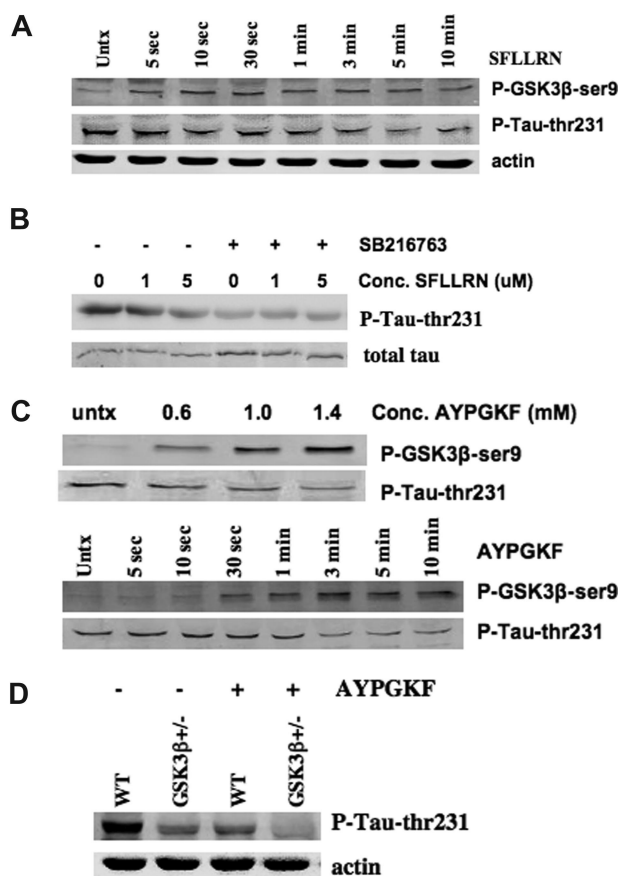 A
Untx 5 sec 10 sec 30 sec 1 min 3 min 5 min 10 min SFLLRN
P-GSK3β-ser9
P-Tau-thr231
actin
B
- - - + + + SB216763
0 1 5 0 1 5 Conc. SFLLRN (uM)
P-Tau-thr231
total tau
C
untx 0.6 1.0 1.4 Conc. AYPGKF (mM)
P-GSK3β-ser9
P-Tau-thr231
Untx 5 sec 10 sec 30 sec 1 min 3 min 5 min 10 min AYPGKF
P-GSK3β-ser9
P-Tau-thr231
D
- - + + AYPGKF
WT GSK3β+/- WT GSK3β+/-
P-Tau-thr231
actin